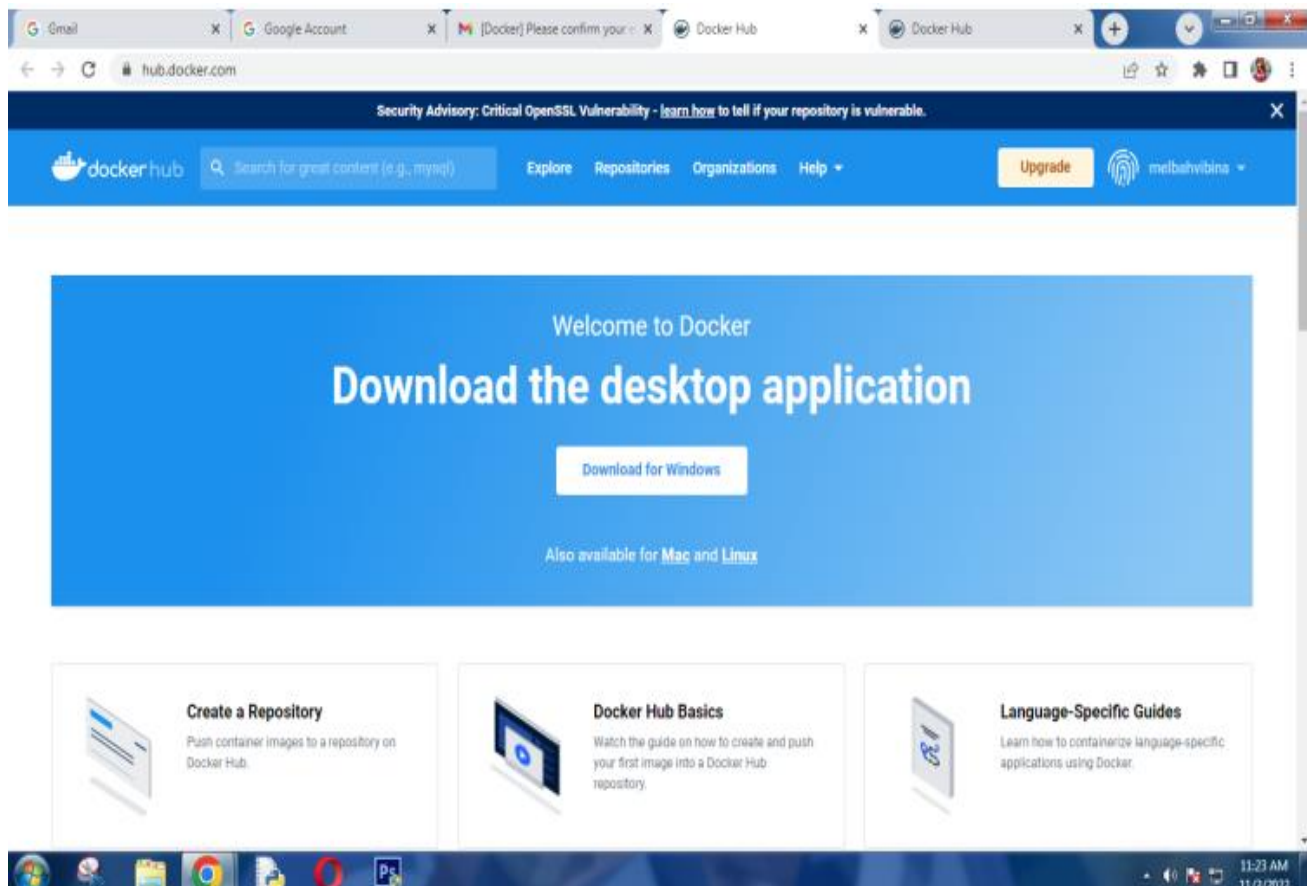 Gmail
Google Account
[Docker] Please confirm your e
Docker Hub
Docker Hub
hub.docker.com
Security Advisory: Critical OpenSSL Vulnerability - learn how to tell if your repository is vulnerable.
docker hub
Search for great content (e.g., mysql)
Explore Repositories Organizations Help
Upgrade
melbahvibina
Welcome to Docker
Download the desktop application
Download for Windows
Also available for Mac and Linux
Create a Repository
Push container images to a repository on
Docker Hub.
Docker Hub Basics
Watch the guide on how to create and push
your first image into a Docker Hub
repository.
Language-Specific Guides
Learn how to containerize language-specific
applications using Docker.
Ps
11:23 AM